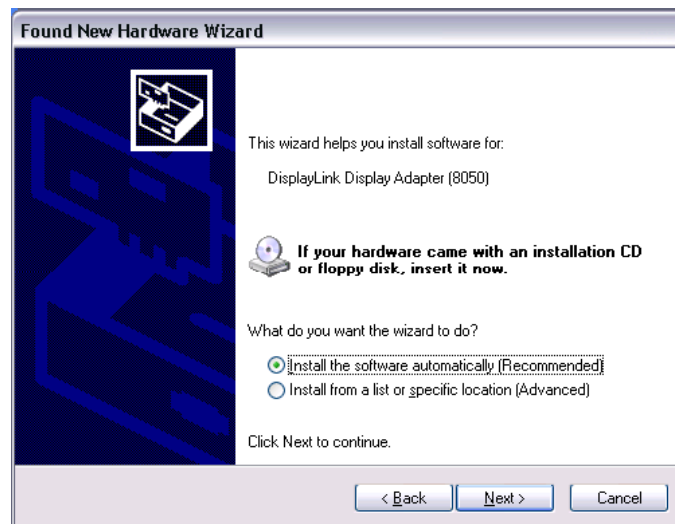 Found New Hardware Wizard
This wizard helps you install software for:
DisplayLink Display Adapter (8050)
If your hardware came with an installation CD
or floppy disk, insert it now.
What do you want the wizard to do?
Install the software automatically (Recommended)
Install from a list or specific location (Advanced)
Click Next to continue.
< Back Next > Cancel